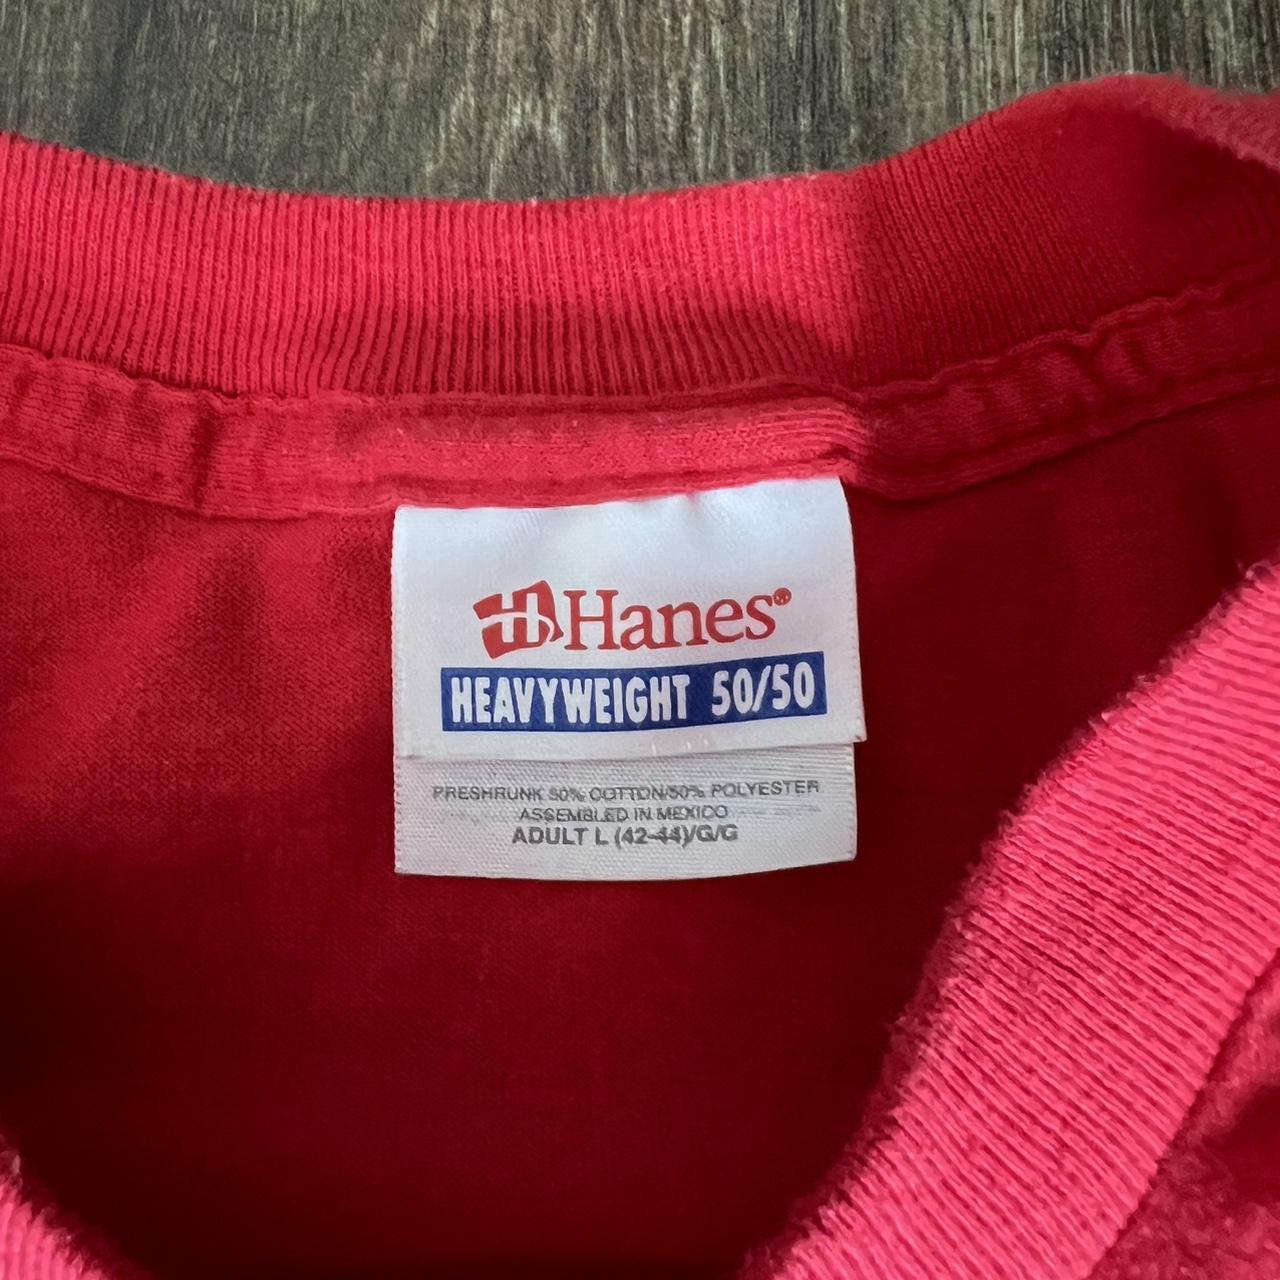 H Hanes®
HEAVYWEIGHT 50/50
PRESHRUNK 50% COTTON/50% POLYESTER
ASSEMBLED IN MEXICO
ADULT L (42-44)/G/G